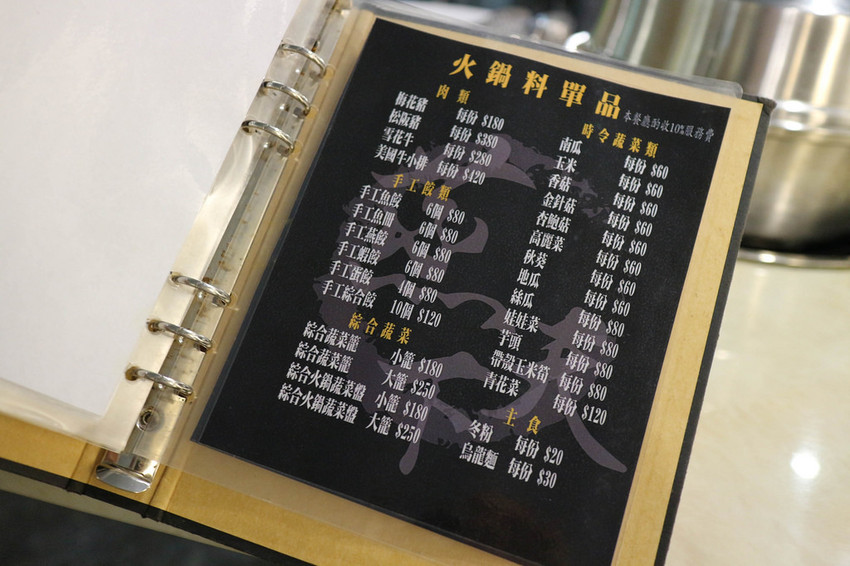 火鍋料單品
本餐廳酌收10%服務費
肉類
梅花豬 每份 $180
松阪豬 每份 $380
雪花牛 每份 $280
美國牛小排 每份 $420
手工餃類
手工魚餃 6個 $80
手工魚冊 6個 $80
手工燕餃 6個 $80
手工蝦餃 6個 $80
手工蛋餃 4個 $80
手工綜合餃 10個 $120
綜合蔬菜
綜合蔬菜籠 小籠 $180
綜合蔬菜籠 大籠 $250
綜合火鍋蔬菜盤 小籠 $180
綜合火鍋蔬菜盤 大籠 $250
時令蔬菜類
南瓜 每份 $60
玉米 每份 $60
香菇 每份 $60
金針菇 每份 $60
杏鮑菇 每份 $60
高麗菜 每份 $60
秋葵 每份 $60
地瓜 每份 $60
絲瓜 每份 $80
娃娃菜 每份 $80
芋頭 每份 $80
帶殼玉米筍 每份 $80
青花菜 每份 $120
主食
冬粉 每份 $20
烏龍麵 每份 $30